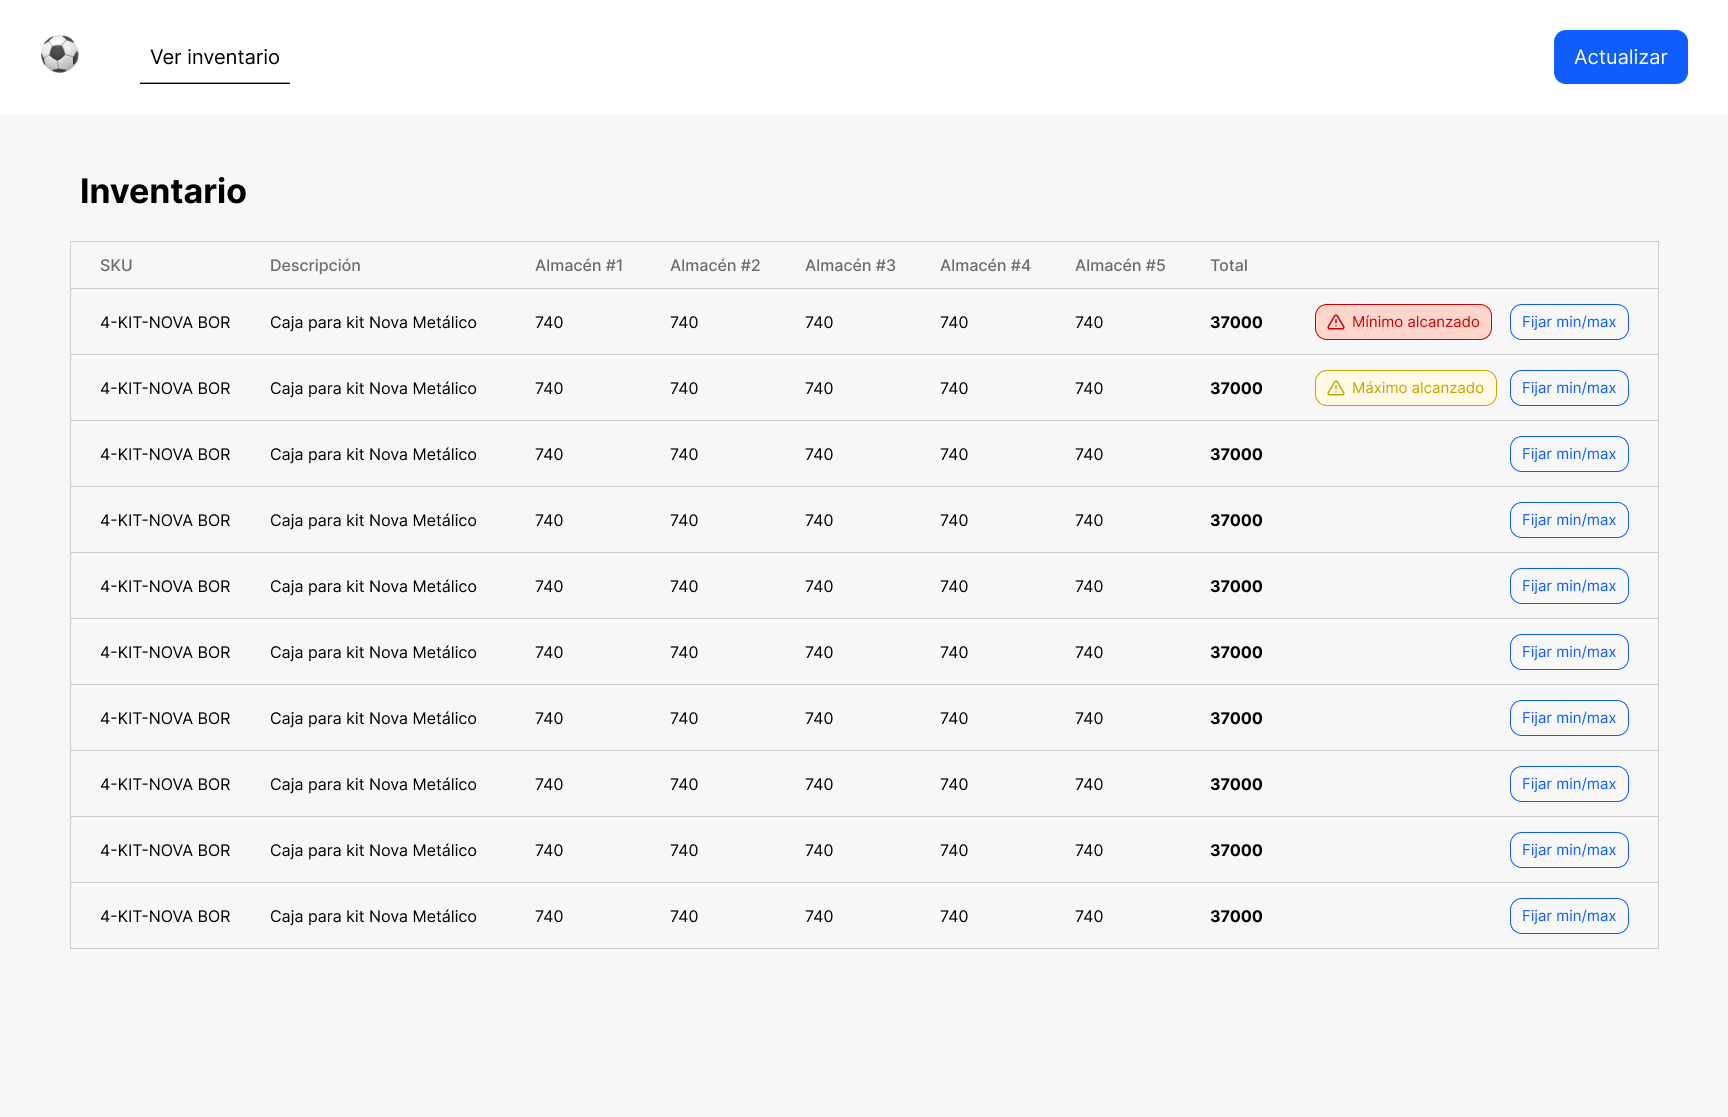 Ver inventario
Actualizar
Inventario
SKU Descripción Almacén #1 Almacén #2 Almacén #3 Almacén #4 Almacén #5 Total
4-KIT-NOVA BOR Caja para kit Nova Metálico 740 740 740 740 740 37000 Mínimo alcanzado Fijar min/max
4-KIT-NOVA BOR Caja para kit Nova Metálico 740 740 740 740 740 37000 Máximo alcanzado Fijar min/max
4-KIT-NOVA BOR Caja para kit Nova Metálico 740 740 740 740 740 37000 Fijar min/max
4-KIT-NOVA BOR Caja para kit Nova Metálico 740 740 740 740 740 37000 Fijar min/max
4-KIT-NOVA BOR Caja para kit Nova Metálico 740 740 740 740 740 37000 Fijar min/max
4-KIT-NOVA BOR Caja para kit Nova Metálico 740 740 740 740 740 37000 Fijar min/max
4-KIT-NOVA BOR Caja para kit Nova Metálico 740 740 740 740 740 37000 Fijar min/max
4-KIT-NOVA BOR Caja para kit Nova Metálico 740 740 740 740 740 37000 Fijar min/max
4-KIT-NOVA BOR Caja para kit Nova Metálico 740 740 740 740 740 37000 Fijar min/max
4-KIT-NOVA BOR Caja para kit Nova Metálico 740 740 740 740 740 37000 Fijar min/max